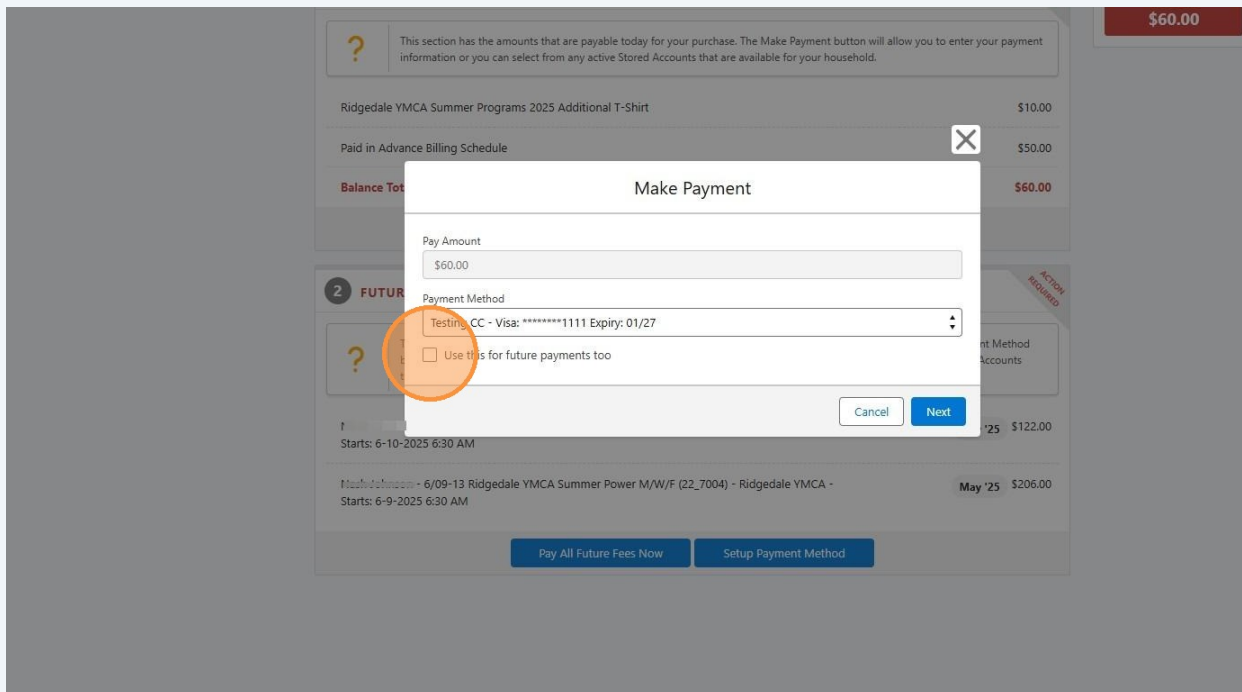 $60.00
This section has the amounts that are payable today for your purchase. The Make Payment button will allow you to enter your payment
information or you can select from any active Stored Accounts that are available for your household.
Ridgedale YMCA Summer Programs 2025 Additional T-Shirt $10.00
Paid in Advance Billing Schedule $50.00
Balance Tot $60.00
Make Payment
Pay Amount
$60.00
2 FUTUR
ACTION
REQUIRED
Payment Method
Testing CC - Visa: ********1111 Expiry: 01/27
Use this for future payments too
nt Method
Accounts
Cancel Next
'25 $122.00
Starts: 6-10-2025 6:30 AM
- 6/09-13 Ridgedale YMCA Summer Power M/W/F (22_7004) - Ridgedale YMCA - May '25 $206.00
Starts: 6-9-2025 6:30 AM
Pay All Future Fees Now Setup Payment Method